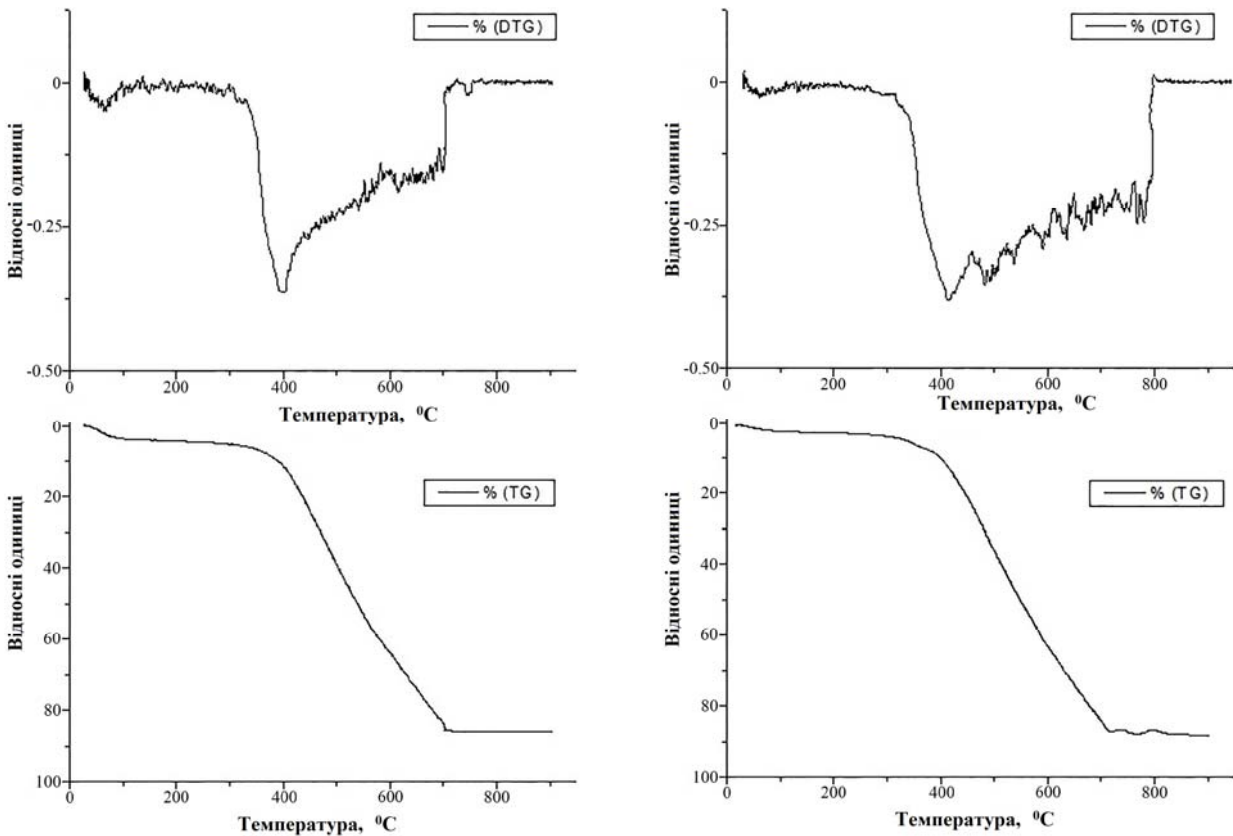 % (DTG)
Відносні одиниці
0
-0.25
-0.50
0 200 400 600 800
Температура, ⁰C
% (DTG)
Відносні одиниці
0
-0.25
-0.50
0 200 400 600 800
Температура, ⁰C
% (TG)
Відносні одиниці
0
20
40
60
80
100
0 200 400 600 800
Температура, ⁰C
% (TG)
Відносні одиниці
0
20
40
60
80
100
0 200 400 600 800
Температура, ⁰C